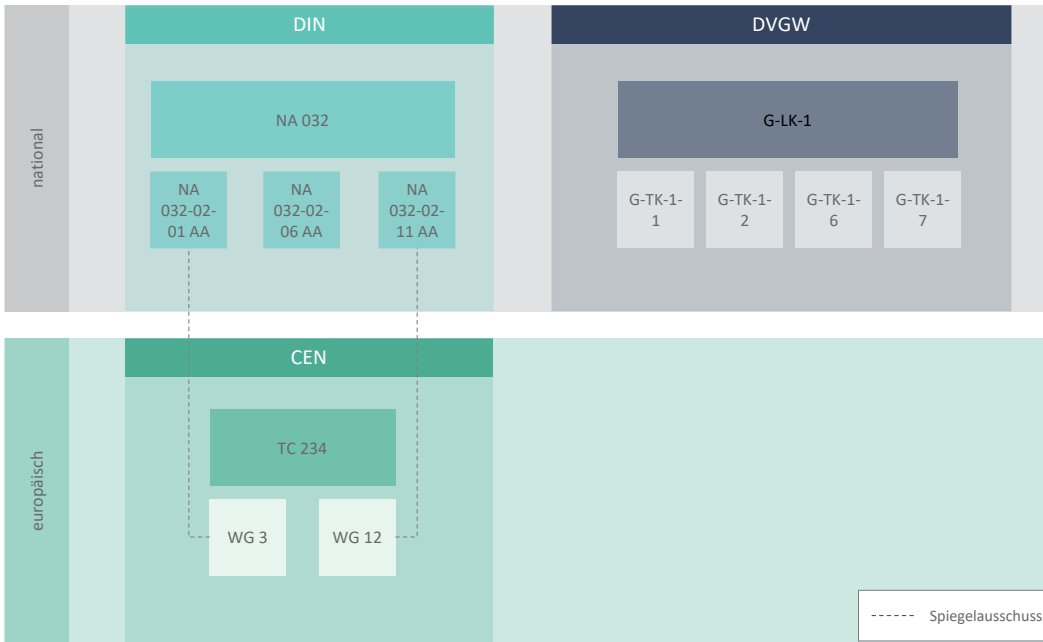 DIN
DVGW
national
NA 032
G-LK-1
NA
032-02-
01 AA
NA
032-02-
06 AA
NA
032-02-
11 AA
G-TK-1-
1
G-TK-1-
2
G-TK-1-
6
G-TK-1-
7
europäisch
CEN
TC 234
WG 3
WG 12
Spiegelausschuss